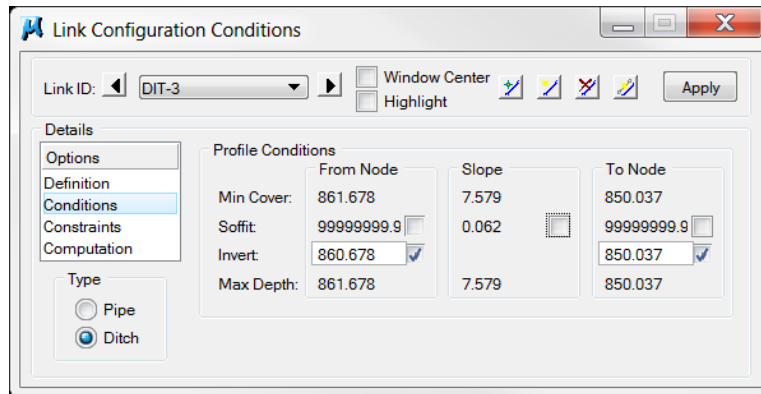 Link Configuration Conditions
Link ID: DIT-3 Window Center Apply
Highlight
Details
Options
Definition
Conditions
Constraints
Computation
Type
Pipe
Ditch
Profile Conditions
From Node Slope To Node
Min Cover: 861.678 7.579 850.037
Soffit: 99999999.9 0.062 99999999.9
Invert: 860.678 850.037
Max Depth: 861.678 7.579 850.037